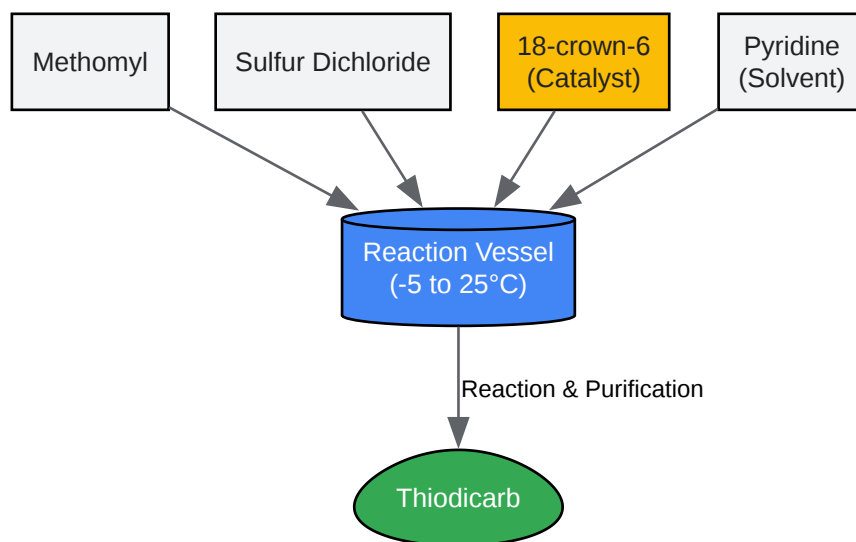 Methomyl
Sulfur Dichloride
18-crown-6
(Catalyst)
Pyridine
(Solvent)
Reaction Vessel
(-5 to 25°C)
Reaction & Purification
Thiodicarb